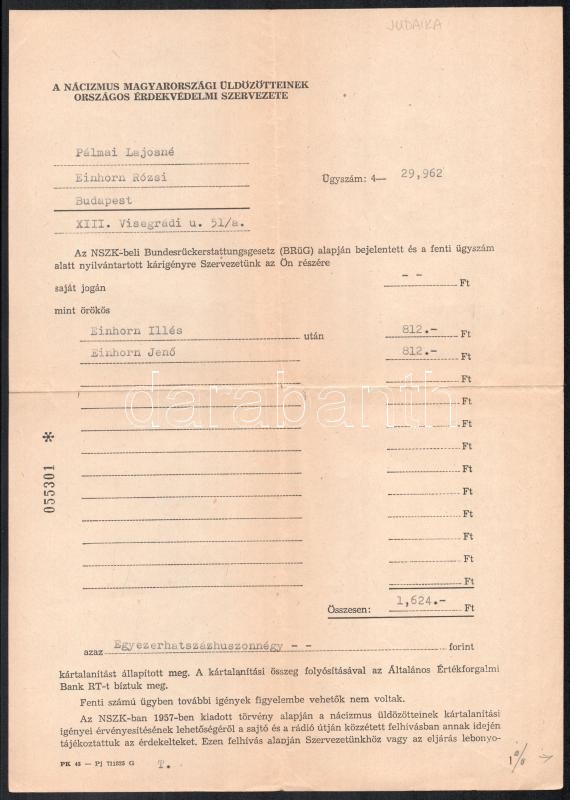 JUDAIKA
A NÁCIZMUS MAGYARORSZÁGI ÜLDÖZÖTTEINEK
ORSZÁGOS ÉRDEKVÉDELMI SZERVEZETE
Pálmai Lajosné
Einhorn Rózsi
Ügyszám: 4— 29,962
Budapest
XIII. Visegrádi u. 51/a.
Az NSZK-beli Bundesrückerstattungsgesetz (BRüG) alapján bejelentett és a fenti ügyszám
alatt nyilvántartott kárigényre Szervezetünk az Ön részére
saját jogán – – Ft
mint örökös
Einhorn Illés után 812.- Ft
Einhorn Jenő 812.- Ft
Ft
Ft
Ft
Ft
Ft
Ft
Ft
Ft
Ft
Ft
darabanth
055301 *
Összesen: 1,624.- Ft
azaz Egyezerhatszázhuszonnégy – – forint
kártalanítást állapított meg. A kártalanítási összeg folyósításával az Általános Értékforgalmi
Bank RT-t bíztuk meg.
Fenti számú ügyben további igények figyelembe vehetők nem voltak.
Az NSZK-ban 1957-ben kiadott törvény alapján a nácizmus üldözötteinek kártalanítási
igényei érvényesítésének lehetőségéről a sajtó és a rádió útján közzétett felhívásban annak idején
tájékoztattuk az érdekelteket. Ezen felhívás alapján Szervezetünkhöz vagy az eljárás lebonyo-
PK 45 — Pj 711525 G T.